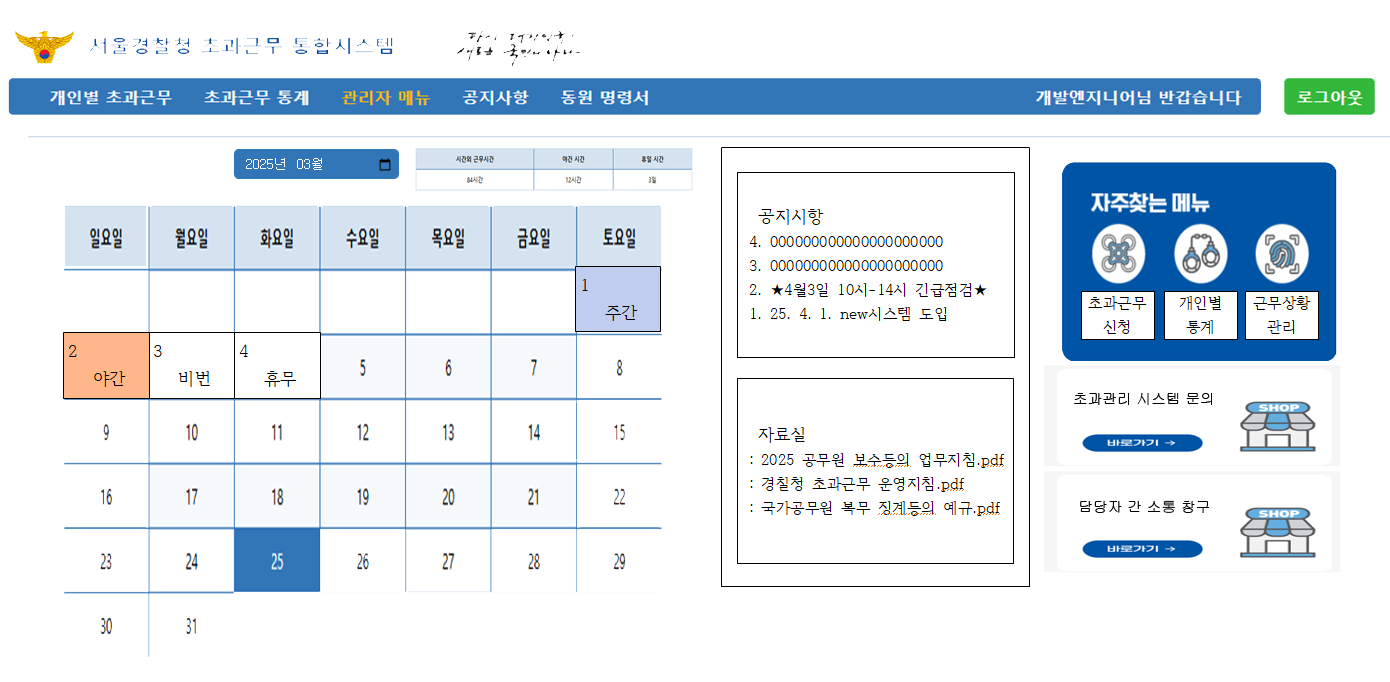 서울경찰청 초과근무 통합시스템
개인별 초과근무 초과근무 통계 관리자 메뉴 공지사항 동원 명령서 개발엔지니어님 반갑습니다 로그아웃
2025년 03월
시간외 근무시간 야간 시간 휴일 시간
84시간 12시간 3일
일요일 월요일 화요일 수요일 목요일 금요일 토요일
1
주간
2 3 4 5 6 7 8
야간 비번 휴무
9 10 11 12 13 14 15
16 17 18 19 20 21 22
23 24 25 26 27 28 29
30 31
공지시항
4. 000000000000000000000
3. 000000000000000000000
2. ★4월3일 10시-14시 긴급점검★
1. 25. 4. 1. new시스템 도입
자료실
: 2025 공무원 보수등의 업무지침.pdf
: 경칠청 초과근무 운영지침.pdf
: 국가공무원 복무 징계등의 예규.pdf
자주찾는 메뉴
초과근무 신청
개인별 통계
근무상황 관리
초과관리 시스템 문의
SHOP
바로가기 →
담당자 간 소통 창구
SHOP
바로가기 →